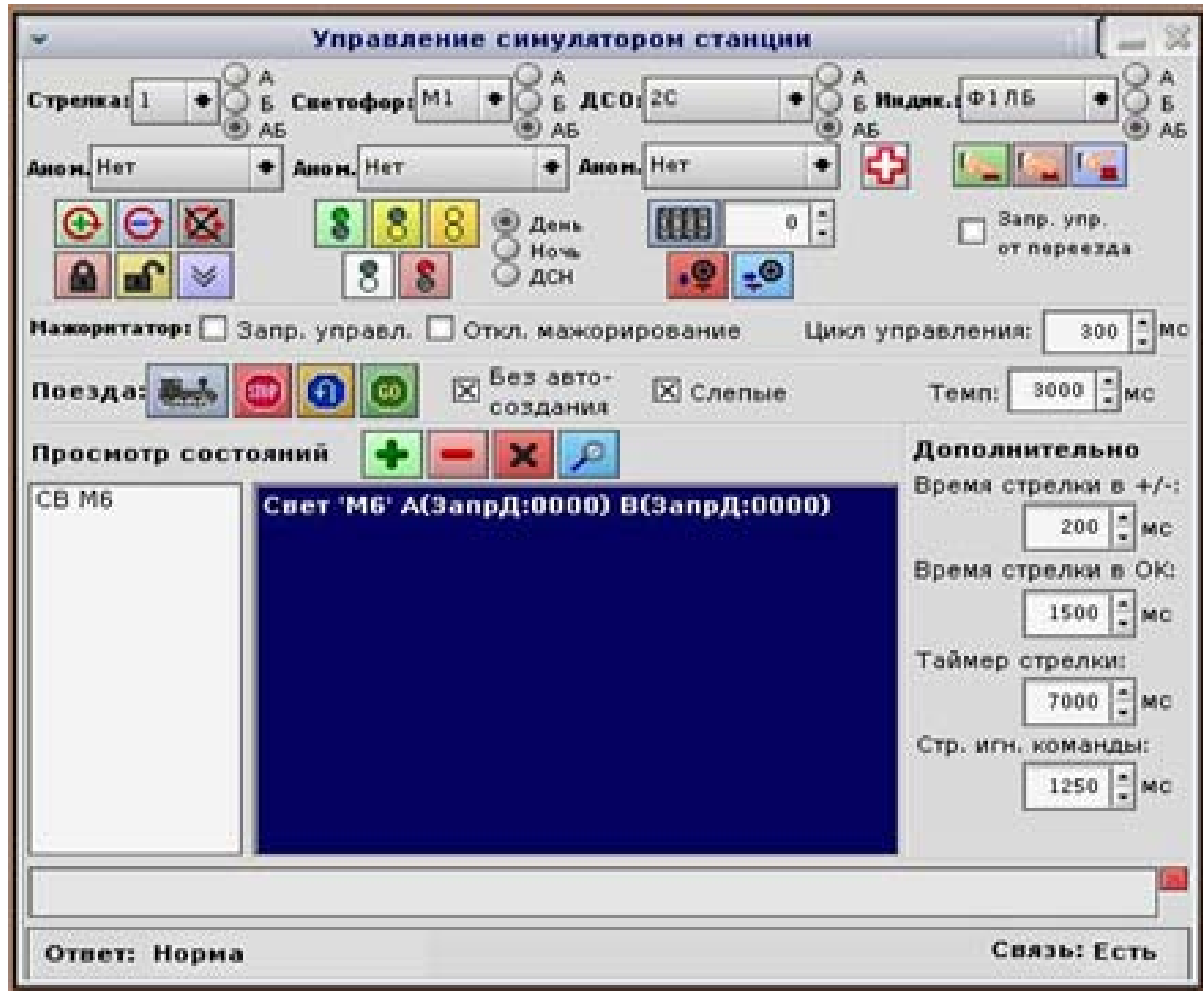 Управление симулятором станции
Стрелка: 1 А Б АБ Светофор: М1 А Б АБ ДСО: 2С А Б АБ Индик.: Ф1ЛБ А Б АБ
Аном. Нет Аном. Нет Аном. Нет
День
Ночь
ДСН
0
Запр. упр.
от переезда
Мажоритатор: Запр. управл. Откл. мажорирование Цикл управления: 300 мс
Поезда: STOP GO Без авто-
создания Слепые Темп: 3000 мс
Просмотр состояний
СВ М6
Свет 'М6' А(ЗапрД:0000) В(ЗапрД:0000)
Дополнительно
Время стрелки в +/-:
200 мс
Время стрелки в ОК:
1500 мс
Таймер стрелки:
7000 мс
Стр. игн. команды:
1250 мс
Ответ: Норма Связь: Есть